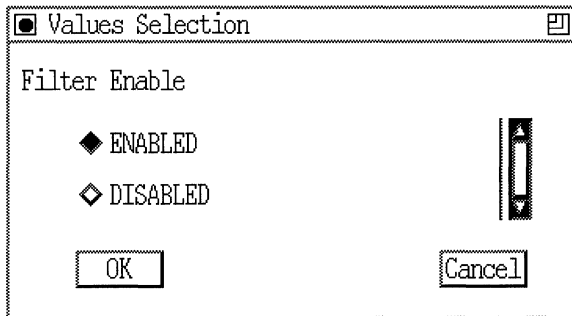 Values Selection
Filter Enable
ENABLED
DISABLED
OK
Cancel